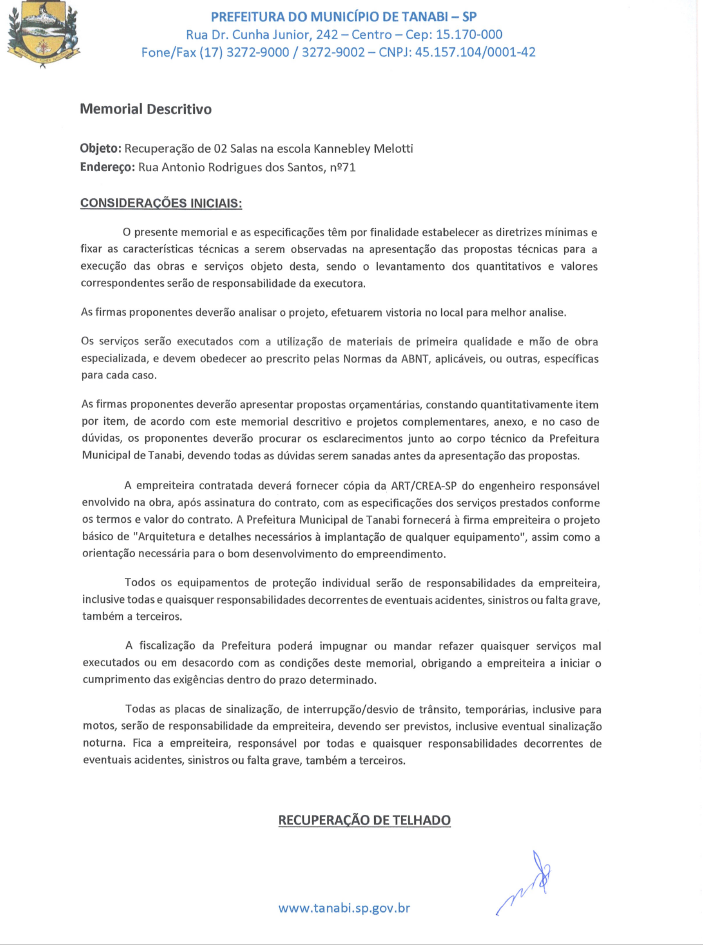 PREFEITURA DO MUNICÍPIO DE TANABI – SP
Rua Dr. Cunha Junior, 242 – Centro – Cep: 15.170-000
Fone/Fax (17) 3272-9000 / 3272-9002 – CNPJ: 45.157.104/0001-42
Memorial Descritivo
Objeto: Recuperação de 02 Salas na escola Kannebley Melotti
Endereço: Rua Antonio Rodrigues dos Santos, nº71
CONSIDERAÇÕES INICIAIS:
O presente memorial e as especificações têm por finalidade estabelecer as diretrizes mínimas e
fixar as características técnicas a serem observadas na apresentação das propostas técnicas para a
execução das obras e serviços objeto desta, sendo o levantamento dos quantitativos e valores
correspondentes serão de responsabilidade da executora.
As firmas proponentes deverão analisar o projeto, efetuarem vistoria no local para melhor analise.
Os serviços serão executados com a utilização de materiais de primeira qualidade e mão de obra
especializada, e devem obedecer ao prescrito pelas Normas da ABNT, aplicáveis, ou outras, específicas
para cada caso.
As firmas proponentes deverão apresentar propostas orçamentárias, constando quantitativamente item
por item, de acordo com este memorial descritivo e projetos complementares, anexo, e no caso de
dúvidas, os proponentes deverão procurar os esclarecimentos junto ao corpo técnico da Prefeitura
Municipal de Tanabi, devendo todas as dúvidas serem sanadas antes da apresentação das propostas.
A empreiteira contratada deverá fornecer cópia da ART/CREA-SP do engenheiro responsável
envolvido na obra, após assinatura do contrato, com as especificações dos serviços prestados conforme
os termos e valor do contrato. A Prefeitura Municipal de Tanabi fornecerá à firma empreiteira o projeto
básico de "Arquitetura e detalhes necessários à implantação de qualquer equipamento", assim como a
orientação necessária para o bom desenvolvimento do empreendimento.
Todos os equipamentos de proteção individual serão de responsabilidades da empreiteira,
inclusive todas e quaisquer responsabilidades decorrentes de eventuais acidentes, sinistros ou falta grave,
também a terceiros.
A fiscalização da Prefeitura poderá impugnar ou mandar refazer quaisquer serviços mal
executados ou em desacordo com as condições deste memorial, obrigando a empreiteira a iniciar o
cumprimento das exigências dentro do prazo determinado.
Todas as placas de sinalização, de interrupção/desvio de trânsito, temporárias, inclusive para
motos, serão de responsabilidade da empreiteira, devendo ser previstos, inclusive eventual sinalização
noturna. Fica a empreiteira, responsável por todas e quaisquer responsabilidades decorrentes de
eventuais acidentes, sinistros ou falta grave, também a terceiros.
RECUPERAÇÃO DE TELHADO
www.tanabi.sp.gov.br